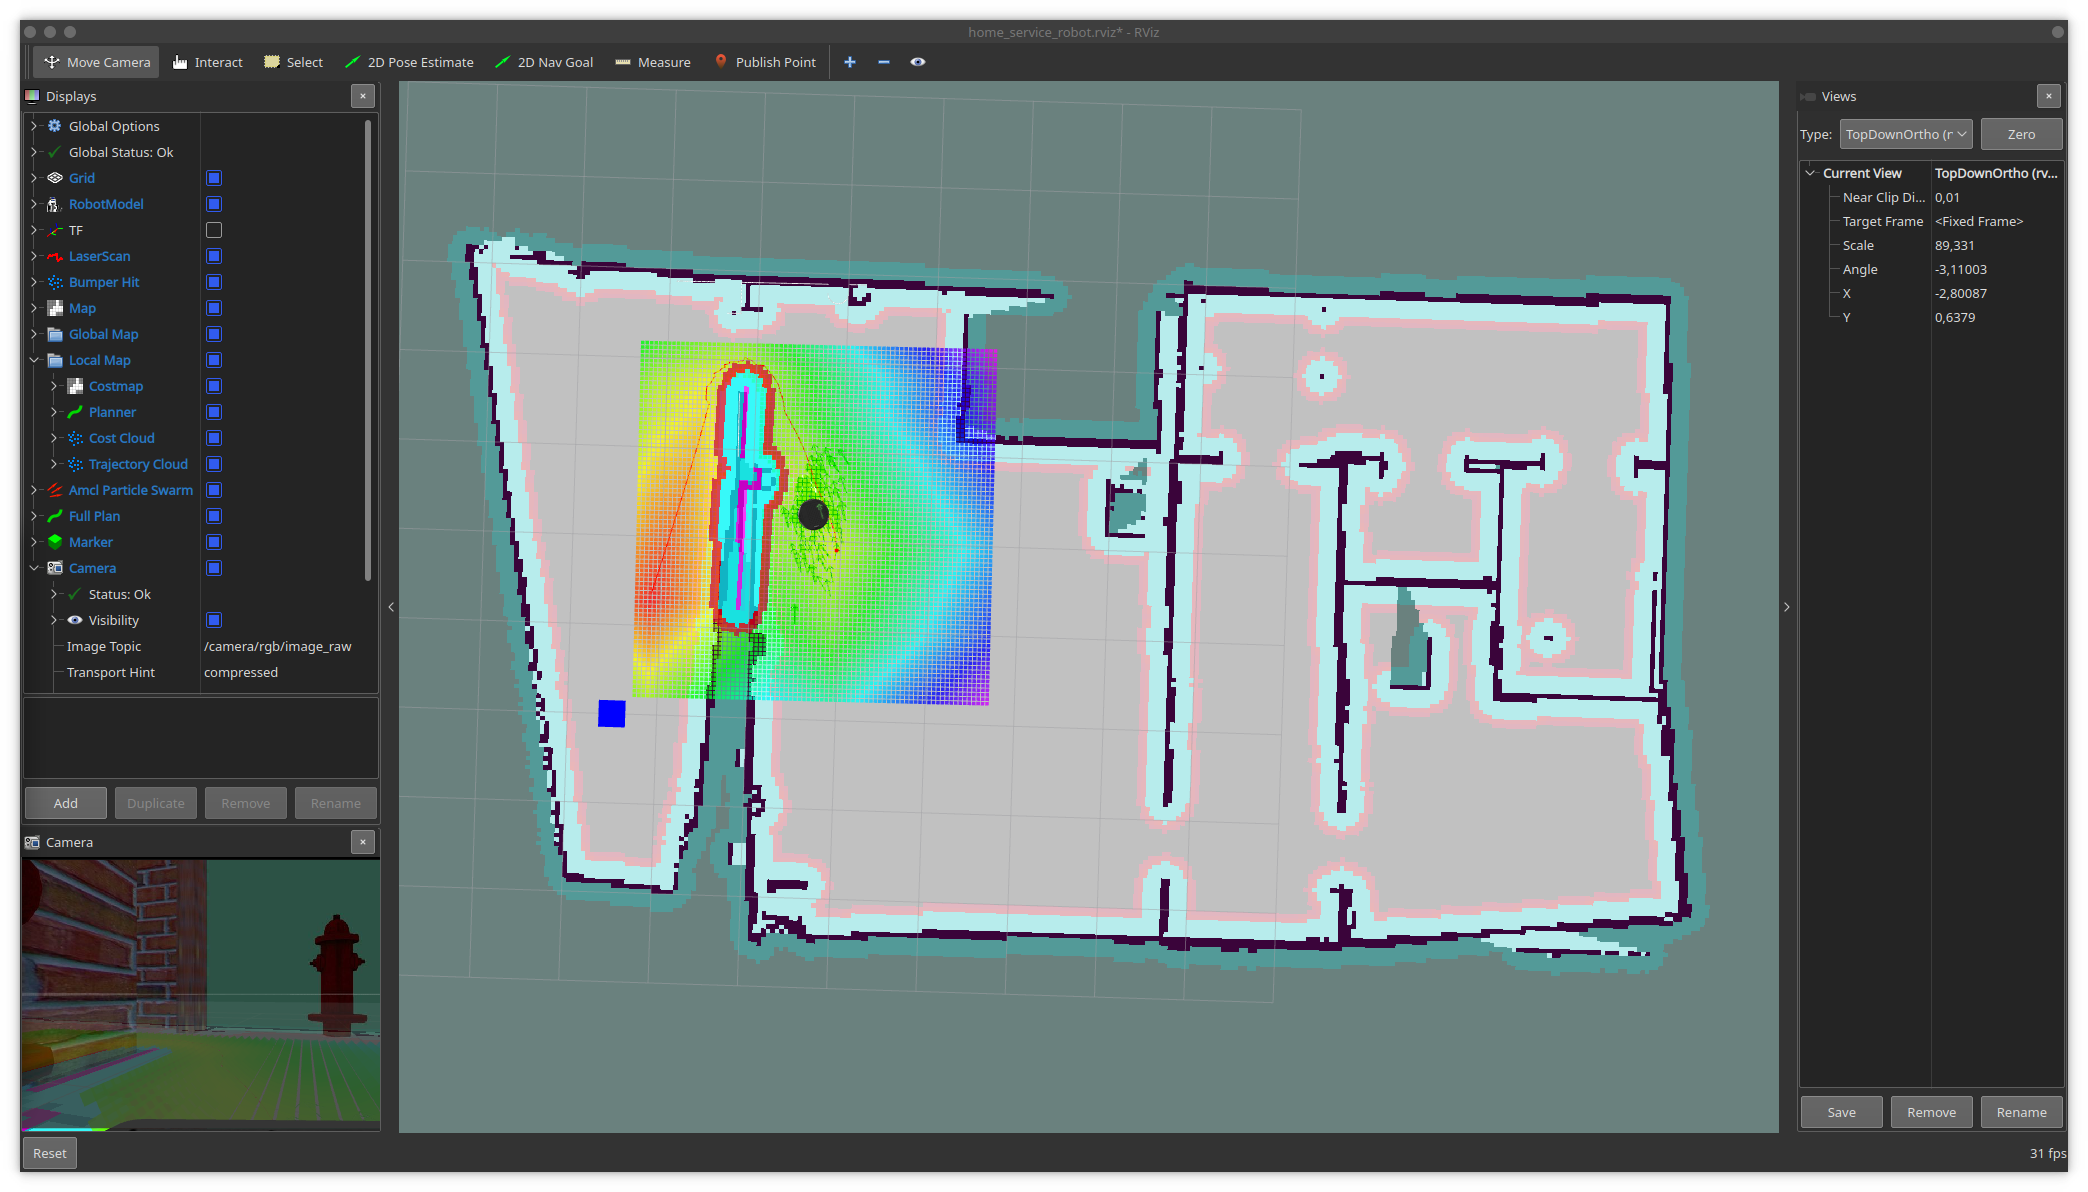 home_service_robot.rviz* - RViz
Move Camera Interact Select 2D Pose Estimate 2D Nav Goal Measure Publish Point
Displays
Global Options
Global Status: Ok
Grid
RobotModel
TF
LaserScan
Bumper Hit
Map
Global Map
Local Map
Costmap
Planner
Cost Cloud
Trajectory Cloud
Amcl Particle Swarm
Full Plan
Marker
Camera
Status: Ok
Visibility
Image Topic /camera/rgb/image_raw
Transport Hint compressed
Add Duplicate Remove Rename
Camera
Reset
Views
Type: TopDownOrtho (r Zero
Current View TopDownOrtho (rv...
Near Clip Di... 0,01
Target Frame <Fixed Frame>
Scale 89,331
Angle -3,11003
X -2,80087
Y 0,6379
Save Remove Rename
31 fps